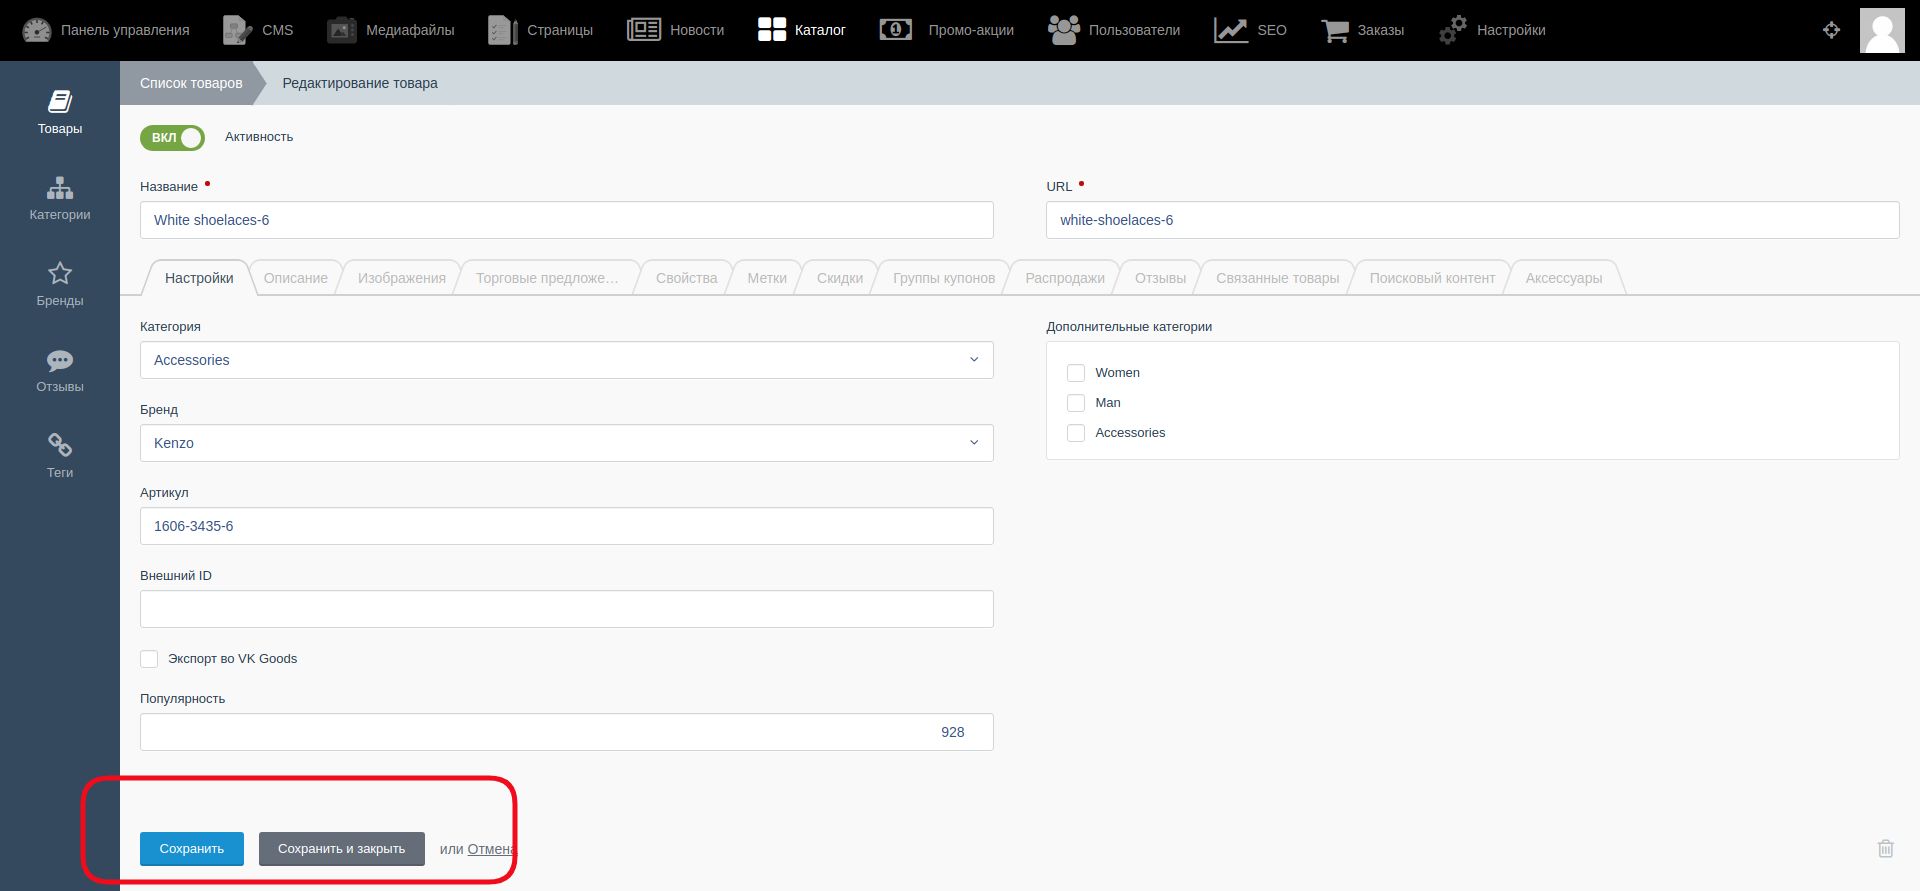 Панель управления CMS Медиафайлы Страницы Новости Каталог Промо-акции Пользователи SEO Заказы Настройки
Список товаров Редактирование товара
Товары
Категории
Бренды
Отзывы
Теги
ВКЛ Активность
Название URL
White shoelaces-6 white-shoelaces-6
Настройки Описание Изображения Торговые предложе… Свойства Метки Скидки Группы купонов Распродажи Отзывы Связанные товары Поисковый контент Аксессуары
Категория
Accessories
Бренд
Kenzo
Артикул
1606-3435-6
Внешний ID
Экспорт во VK Goods
Популярность
928
Дополнительные категории
Women
Man
Accessories
Сохранить Сохранить и закрыть или Отмена